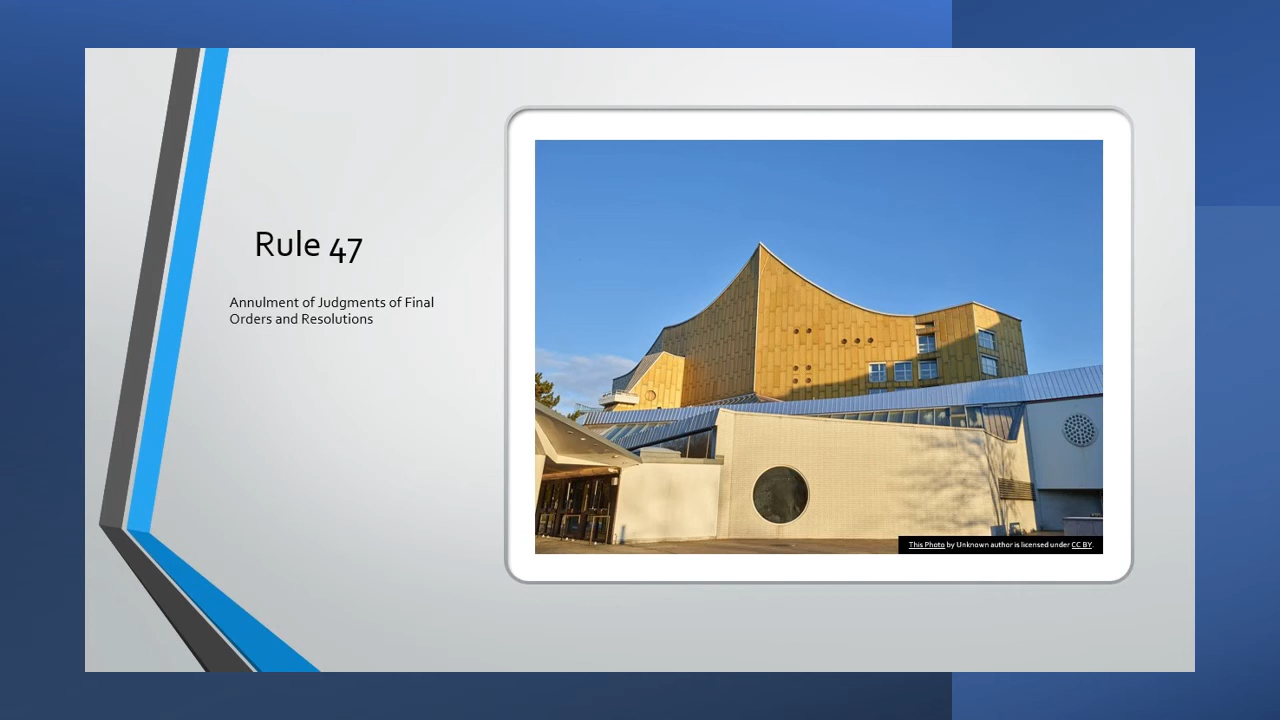 Rule 47
Annulment of Judgments of Final
Orders and Resolutions
This Photo by Unknown author is licensed under CC BY.